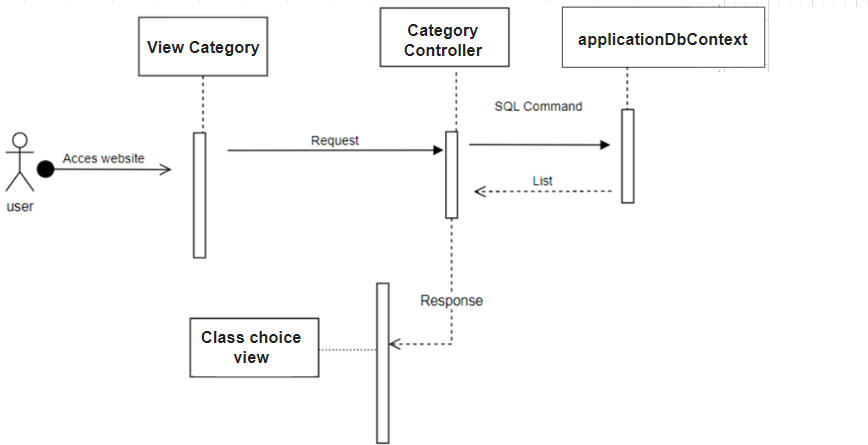 View Category
Category
Controller
applicationDbContext
SQL Command
Request
Acces website
List
user
Response
Class choice
view